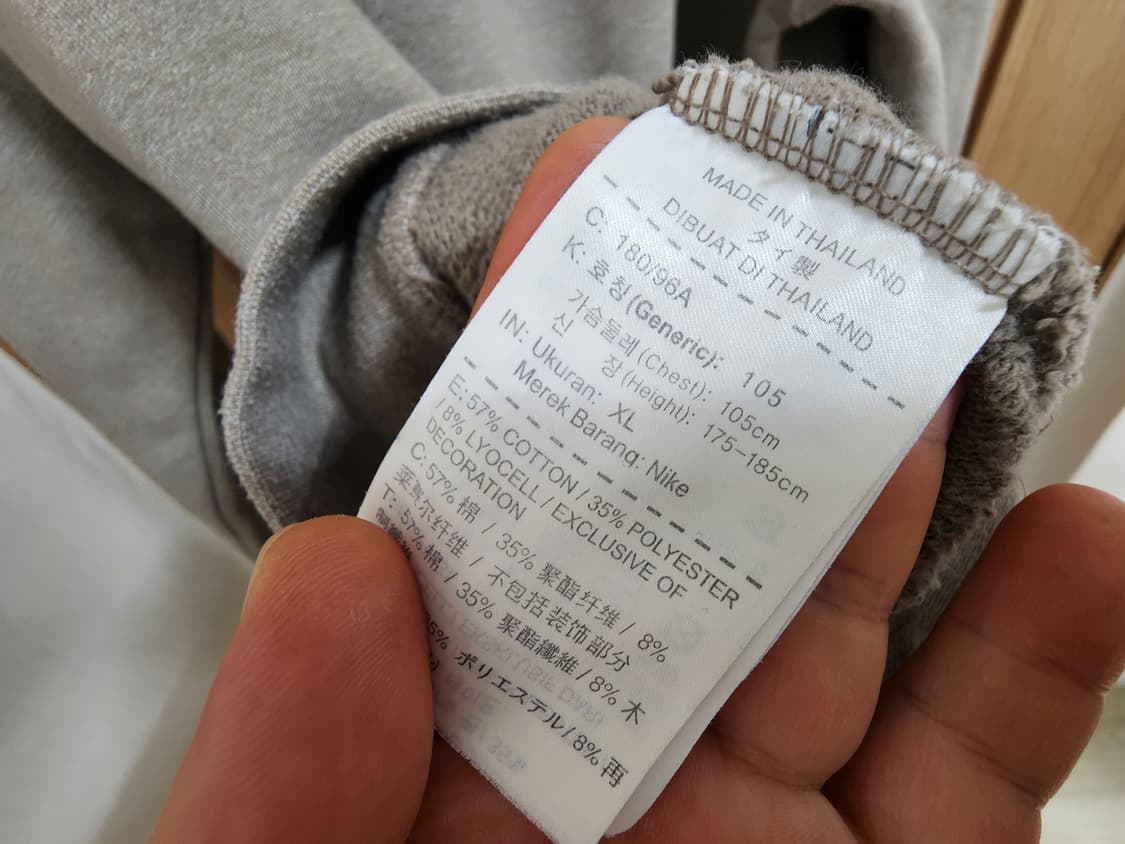 MADE IN THAILAND
タイ製
DIBUAT DI THAILAND
C: 180/96A
K: 호칭(Generic): 105
가슴둘레(Chest): 105cm
신 장(Height): 175-185cm
IN: Ukuran: XL
Merek Barang: Nike
E: 57% COTTON / 35% POLYESTER
/ 8% LYOCELL / EXCLUSIVE OF
DECORATION
C: 57% 棉 / 35% 聚酯纤维 / 8%
莱赛尔纤维 / 不包括装饰部分
T: 57% 棉 / 35% 聚酯纖維 / 8% 木
35% ポリエステル / 8% 再